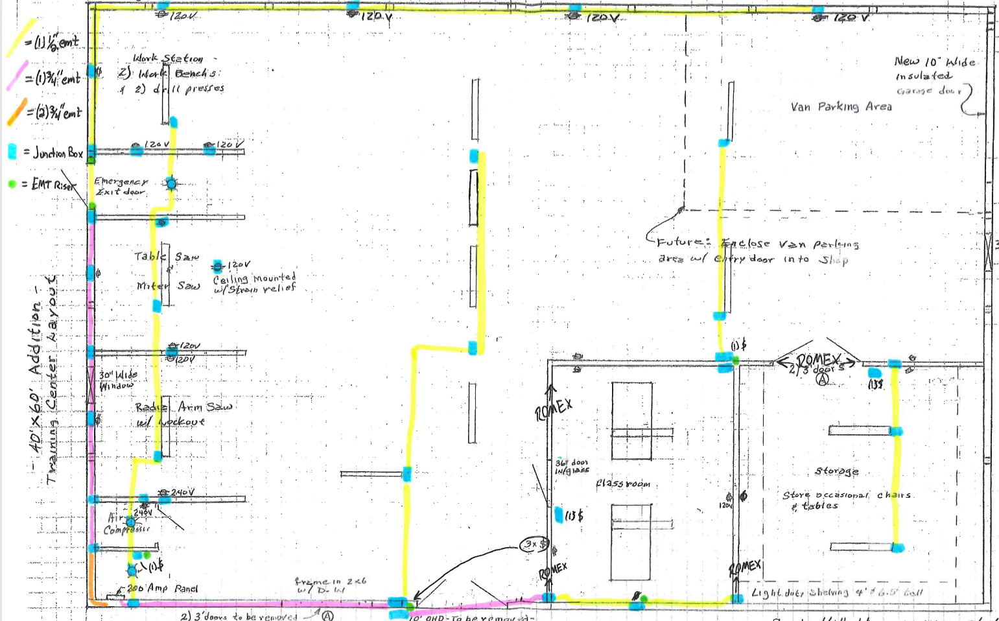 120V
120V
120V
120V
= (1) 1/2" emt
= (1) 3/4" emt
= (2) 3/4" emt
= Junction Box
= EMT Riser
Work Station -
2) Work Benchs
& 2) drill presses
$
120V
120V
Emergency
Exit door
New 10' Wide
insulated
Garage door
Van Parking Area
Future: Enclose Van parking
area w/ entry door into Shop
Table Saw
Miter Saw
120V
Ceiling mounted
w/Strain relief
$
- 40'x60' Addition -
Training Center Layout
120V
120V
30" Wide
Window
$
Radial Arm Saw
w/ Lockout
240V
240V
Air
Compressor
(1)$
200 Amp Panel
frame in 2x6
w/ D-W
2) 3' doors to be removed
A
10' OHD - To be removed -
3x $
$
ROMEX
ROMEX
36" door
w/glass
(1)$
Classroom
(1)$
ROMEX
2) 3' doors
A
(1)$
$
$
120V
Storage
Store occasional chairs
& tables
ROMEX
Light duty Shelving 4' & 6.5' tall